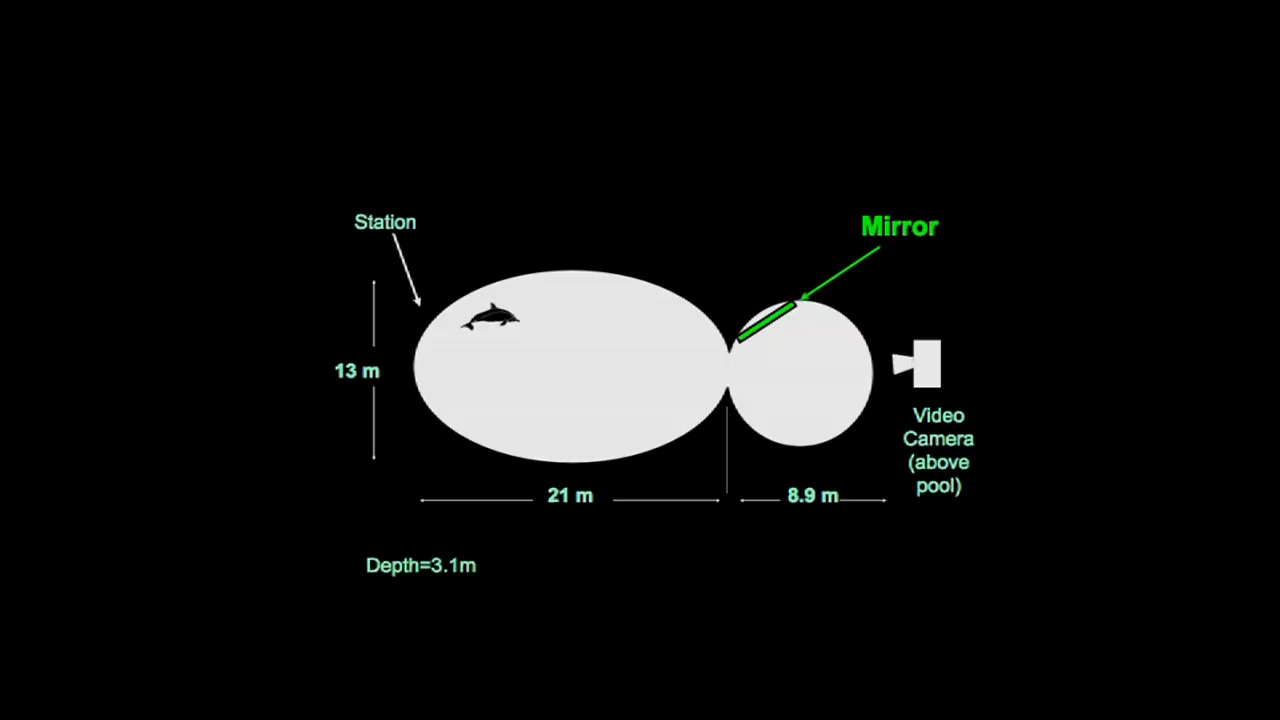 Station
Mirror
13 m
Video
Camera
(above
pool)
21 m
8.9 m
Depth=3.1m